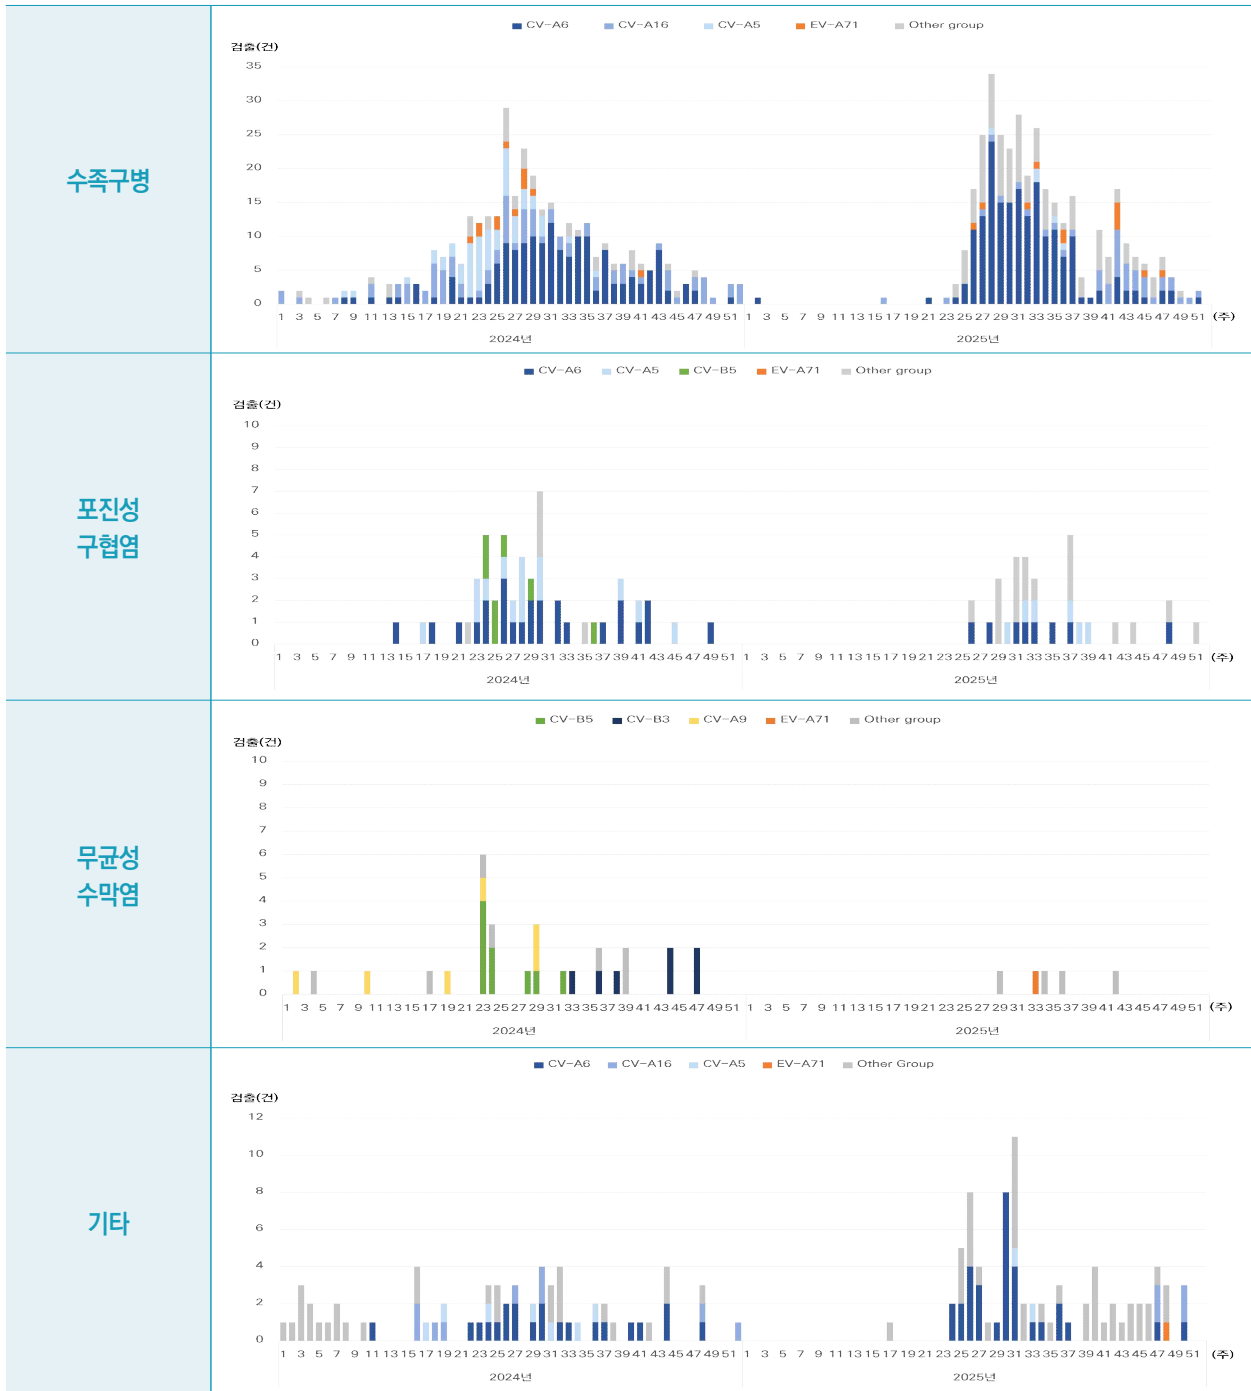 수족구병
CV-A6 CV-A16 CV-A5 EV-A71 Other group
검출(건)
35
30
25
20
15
10
5
0
1 3 5 7 9 11 13 15 17 19 21 23 25 27 29 31 33 35 37 39 41 43 45 47 49 51 1 3 5 7 9 11 13 15 17 19 21 23 25 27 29 31 33 35 37 39 41 43 45 47 49 51 (주)
2024년 2025년
포진성
구협염
CV-A6 CV-A5 CV-B5 EV-A71 Other group
검출(건)
10
9
8
7
6
5
4
3
2
1
0
1 3 5 7 9 11 13 15 17 19 21 23 25 27 29 31 33 35 37 39 41 43 45 47 49 51 1 3 5 7 9 11 13 15 17 19 21 23 25 27 29 31 33 35 37 39 41 43 45 47 49 51 (주)
2024년 2025년
무균성
수막염
CV-B5 CV-B3 CV-A9 EV-A71 Other group
검출(건)
10
9
8
7
6
5
4
3
2
1
0
1 3 5 7 9 11 13 15 17 19 21 23 25 27 29 31 33 35 37 39 41 43 45 47 49 51 1 3 5 7 9 11 13 15 17 19 21 23 25 27 29 31 33 35 37 39 41 43 45 47 49 51 (주)
2024년 2025년
기타
CV-A6 CV-A16 CV-A5 EV-A71 Other Group
검출(건)
12
10
8
6
4
2
0
1 3 5 7 9 11 13 15 17 19 21 23 25 27 29 31 33 35 37 39 41 43 45 47 49 51 1 3 5 7 9 11 13 15 17 19 21 23 25 27 29 31 33 35 37 39 41 43 45 47 49 51 (주)
2024년 2025년